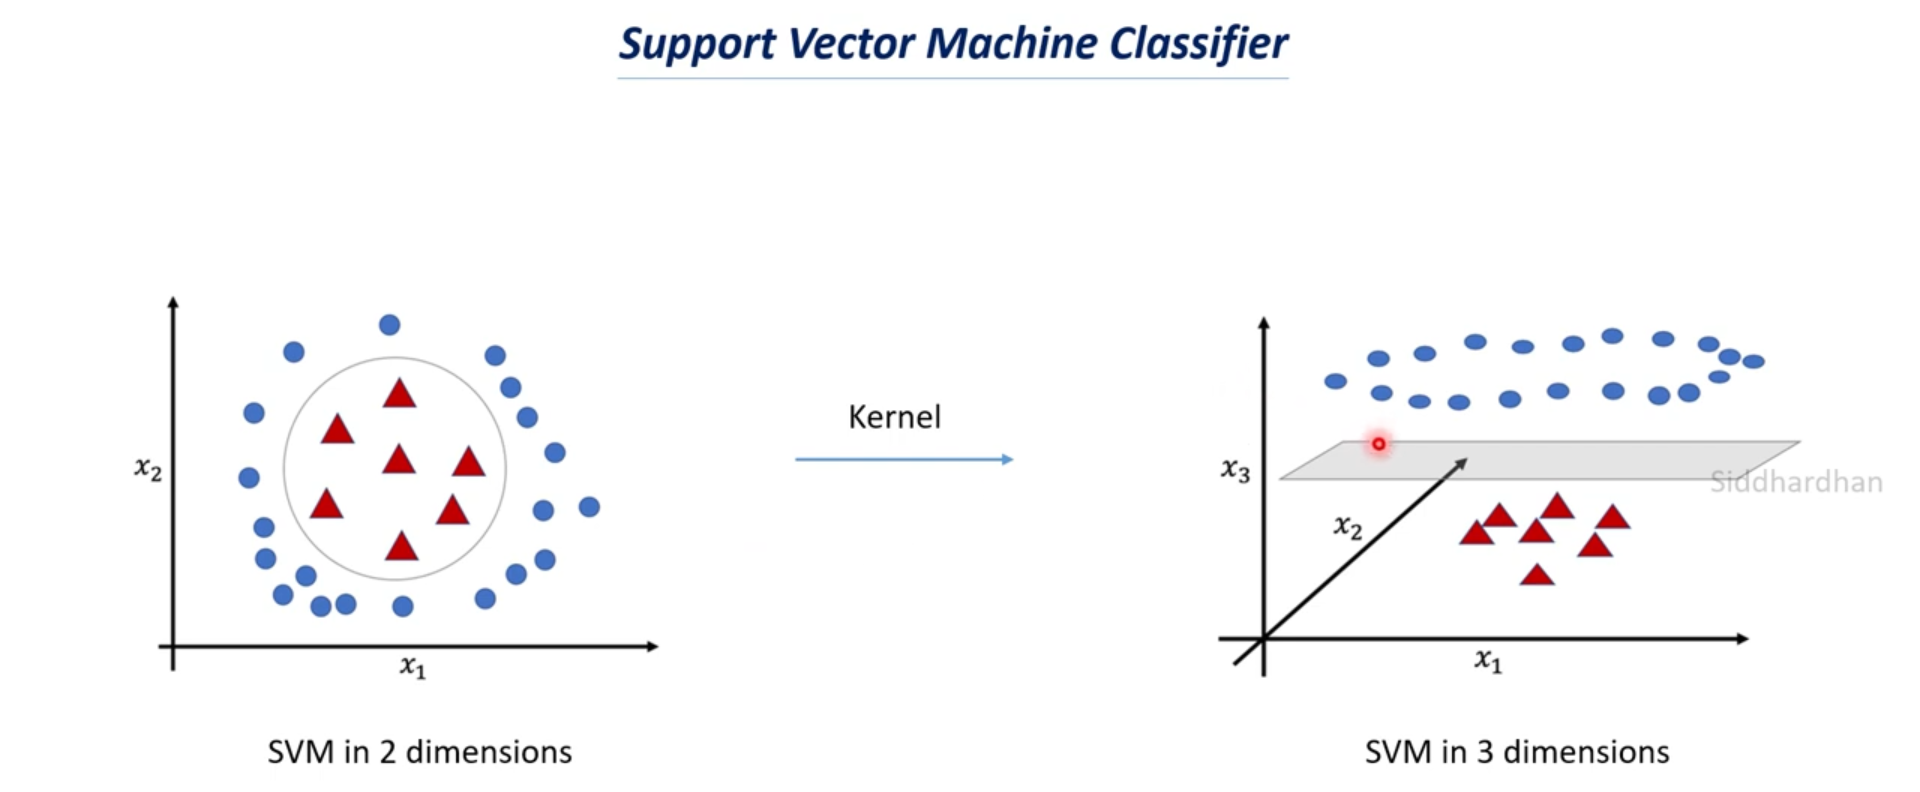 Support Vector Machine Classifier
Kernel
x₂
x₁
x₃
x₂
x₁
Siddhardhan
SVM in 2 dimensions
SVM in 3 dimensions